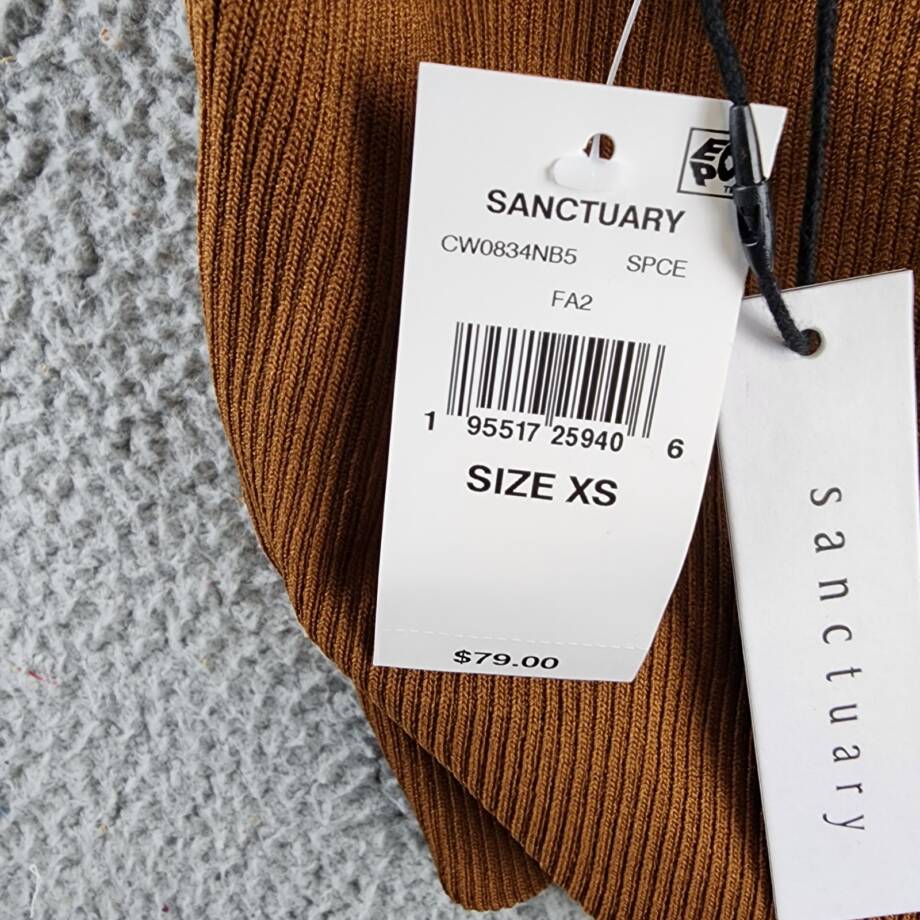 SANCTUARY
CW0834NB5 SPCE
FA2
1 95517 25940 6
SIZE XS
$79.00
sanctuary